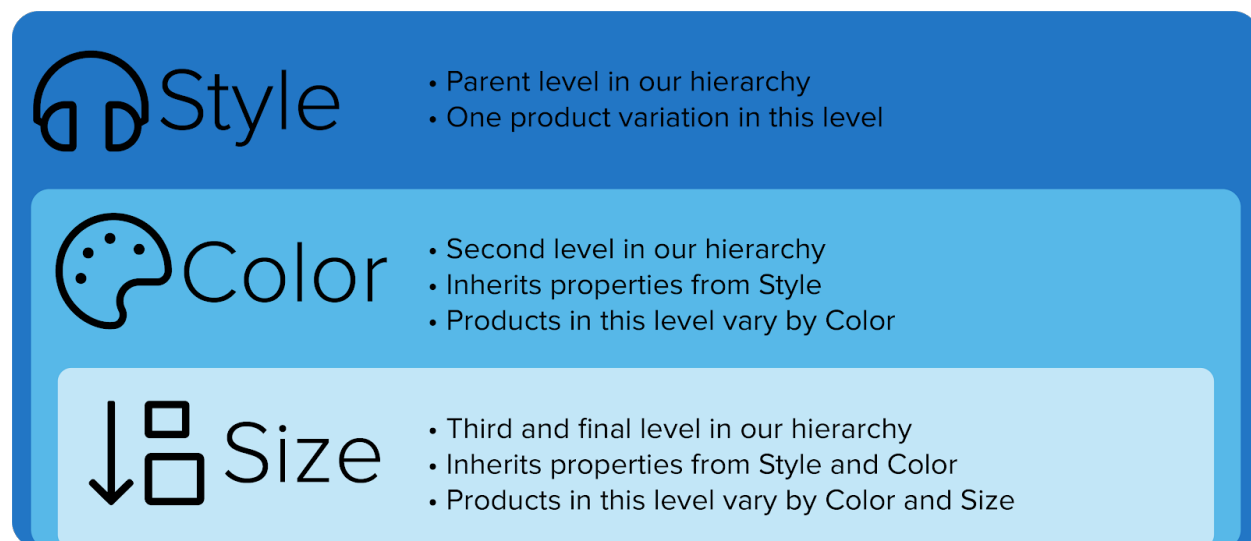 Style
• Parent level in our hierarchy
• One product variation in this level
Color
• Second level in our hierarchy
• Inherits properties from Style
• Products in this level vary by Color
Size
• Third and final level in our hierarchy
• Inherits properties from Style and Color
• Products in this level vary by Color and Size